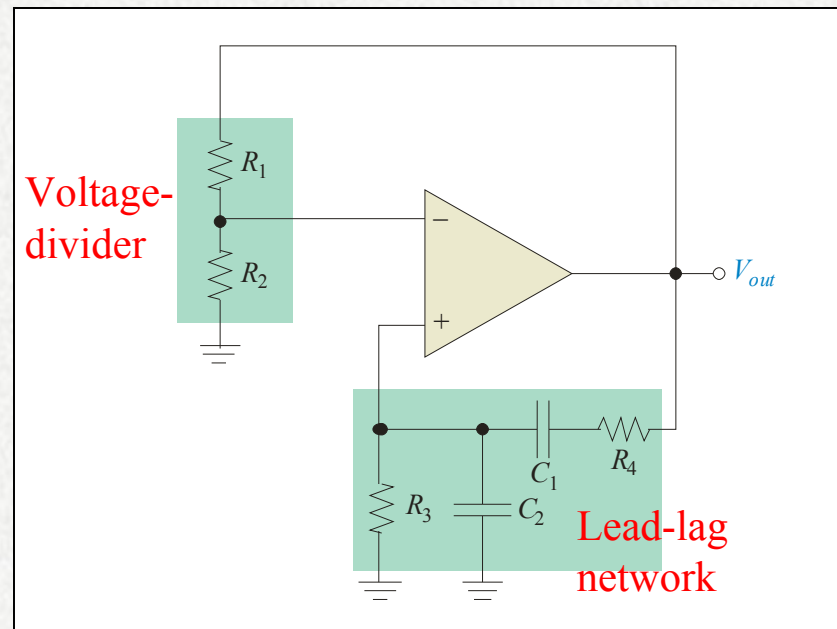 R1
Voltage-
divider
R2
−
+
Vout
C1
R4
R3
C2
Lead-lag
network